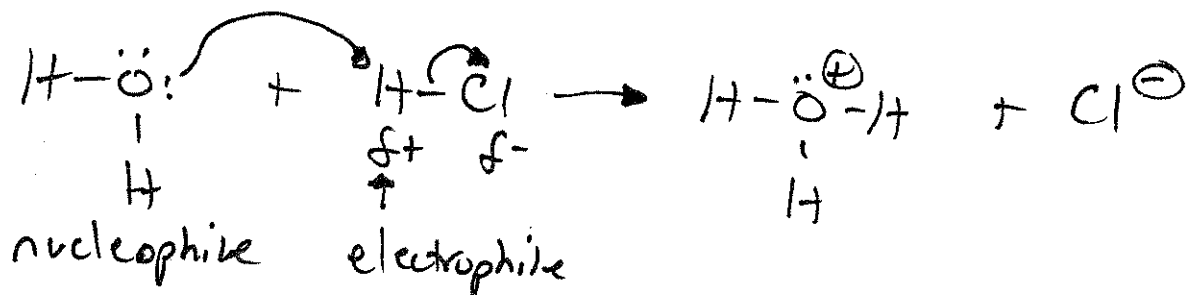 H-Ö: + H-Cl → H-Ö⊕-H + Cl⊖
H δ+ δ- H
nucleophile electrophile